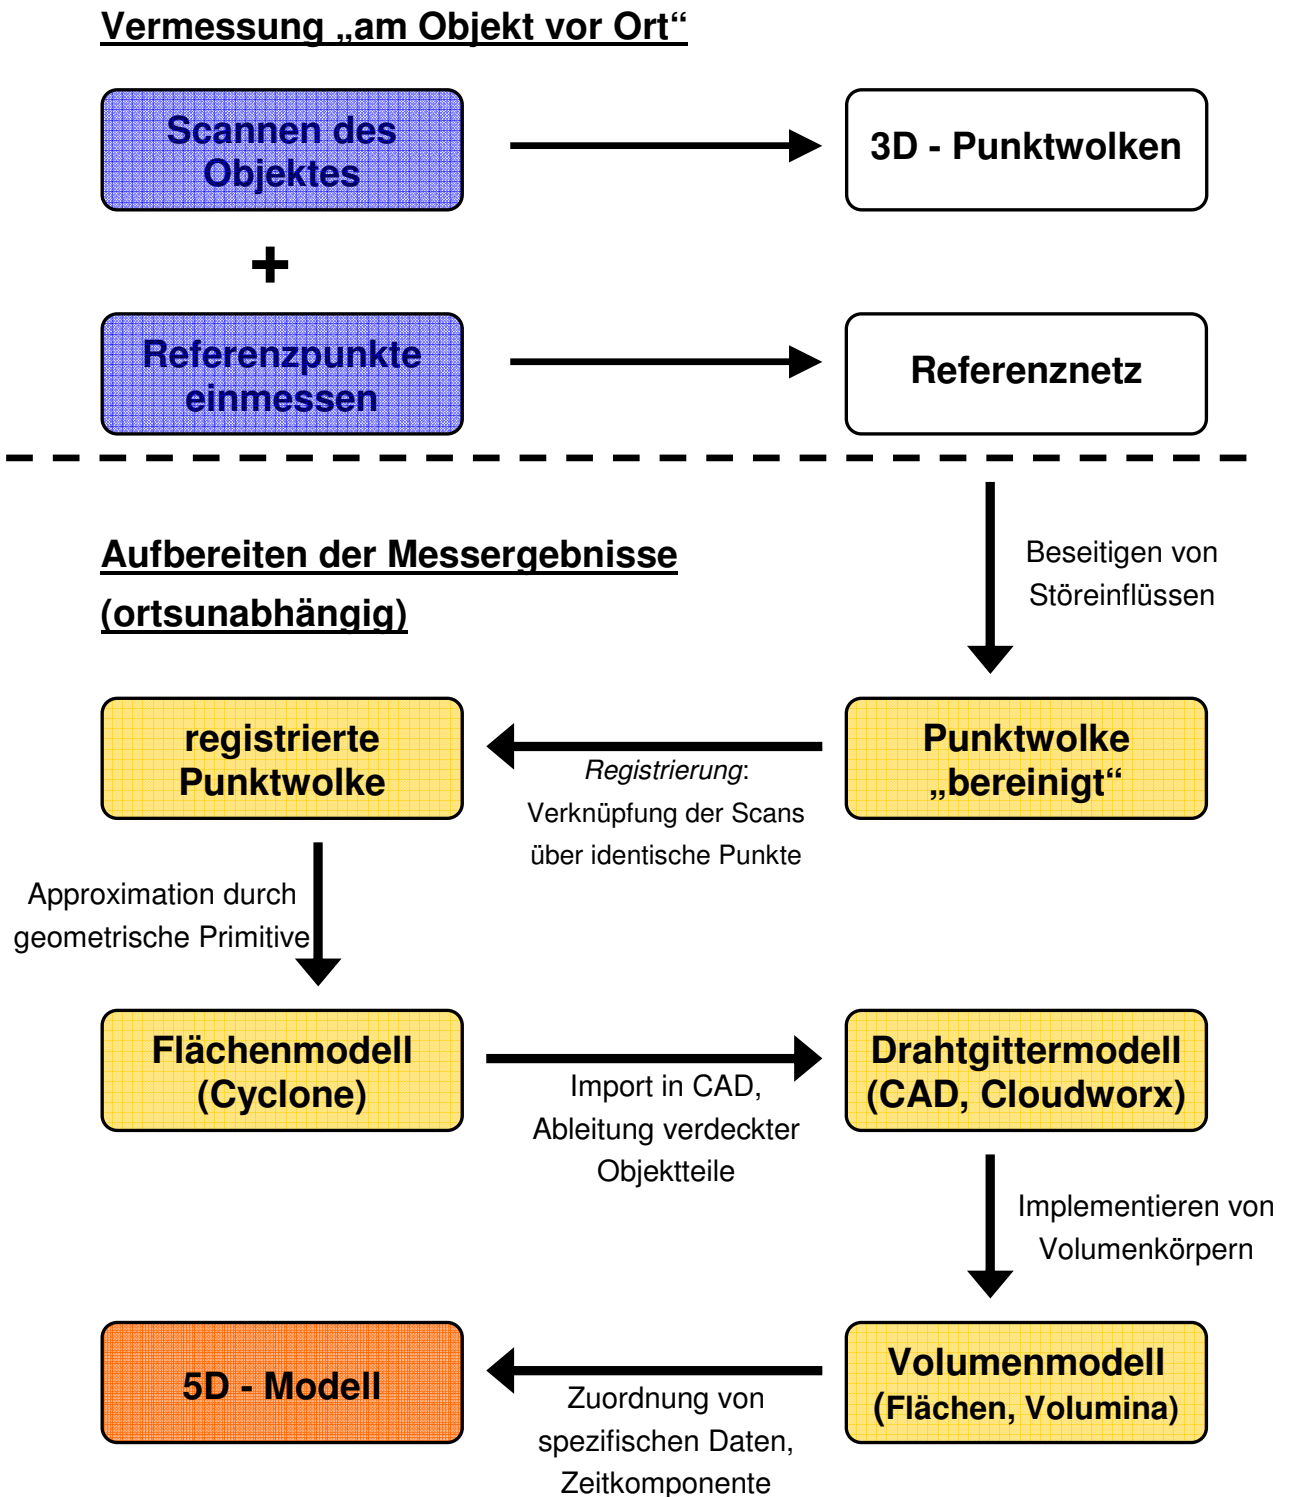 Vermessung „am Objekt vor Ort“
Scannen des
Objektes
3D - Punktwolken
+
Referenzpunkte
einmessen
Referenznetz
Beseitigen von
Störeinflüssen
Aufbereiten der Messergebnisse
(ortsunabhängig)
registrierte
Punktwolke
Registrierung:
Verknüpfung der Scans
über identische Punkte
Punktwolke
„bereinigt“
Approximation durch
geometrische Primitive
Flächenmodell
(Cyclone)
Import in CAD,
Ableitung verdeckter
Objektteile
Drahtgittermodell
(CAD, Cloudworx)
Implementieren von
Volumenkörpern
5D - Modell
Zuordnung von
spezifischen Daten,
Zeitkomponente
Volumenmodell
(Flächen, Volumina)